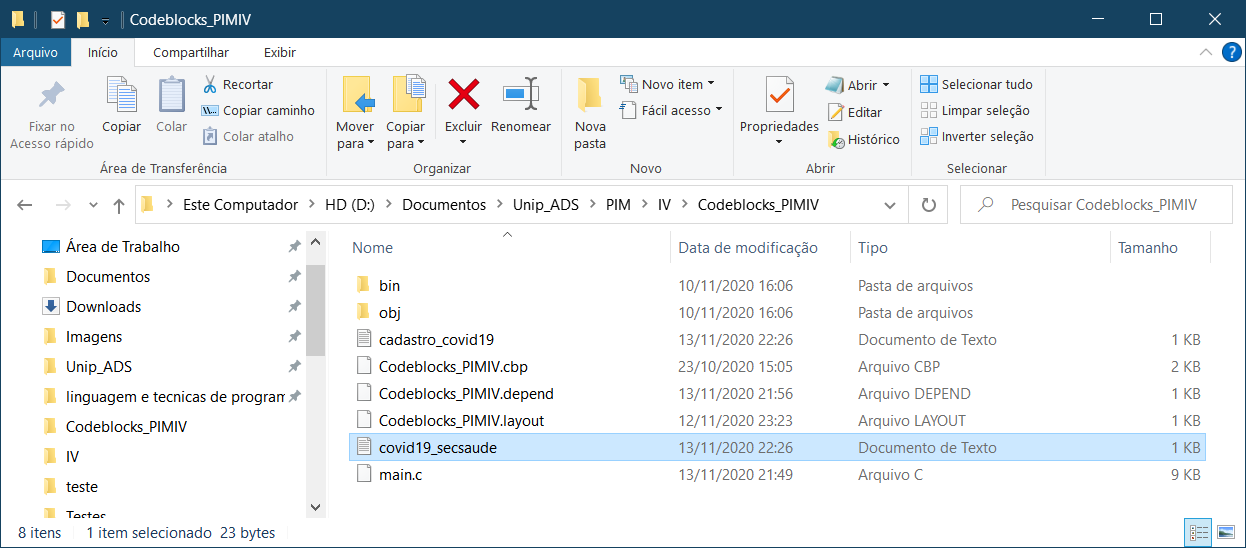 Codeblocks_PIMIV
Arquivo Início Compartilhar Exibir
Fixar no Acesso rápido
Copiar
Colar
Recortar
Copiar caminho
Colar atalho
Área de Transferência
Mover para
Copiar para
Excluir
Renomear
Organizar
Nova pasta
Novo item
Fácil acesso
Novo
Propriedades
Abrir
Editar
Histórico
Abrir
Selecionar tudo
Limpar seleção
Inverter seleção
Selecionar
Este Computador HD (D:) Documentos Unip_ADS PIM IV Codeblocks_PIMIV
Pesquisar Codeblocks_PIMIV
Área de Trabalho
Documentos
Downloads
Imagens
Unip_ADS
linguagem e tecnicas de program
Codeblocks_PIMIV
IV
teste
Testes
Nome Data de modificação Tipo Tamanho
bin 10/11/2020 16:06 Pasta de arquivos
obj 10/11/2020 16:06 Pasta de arquivos
cadastro_covid19 13/11/2020 22:26 Documento de Texto 1 KB
Codeblocks_PIMIV.cbp 23/10/2020 15:05 Arquivo CBP 2 KB
Codeblocks_PIMIV.depend 13/11/2020 21:56 Arquivo DEPEND 1 KB
Codeblocks_PIMIV.layout 12/11/2020 23:23 Arquivo LAYOUT 1 KB
covid19_secsaude 13/11/2020 22:26 Documento de Texto 1 KB
main.c 13/11/2020 21:49 Arquivo C 9 KB
8 itens 1 item selecionado 23 bytes